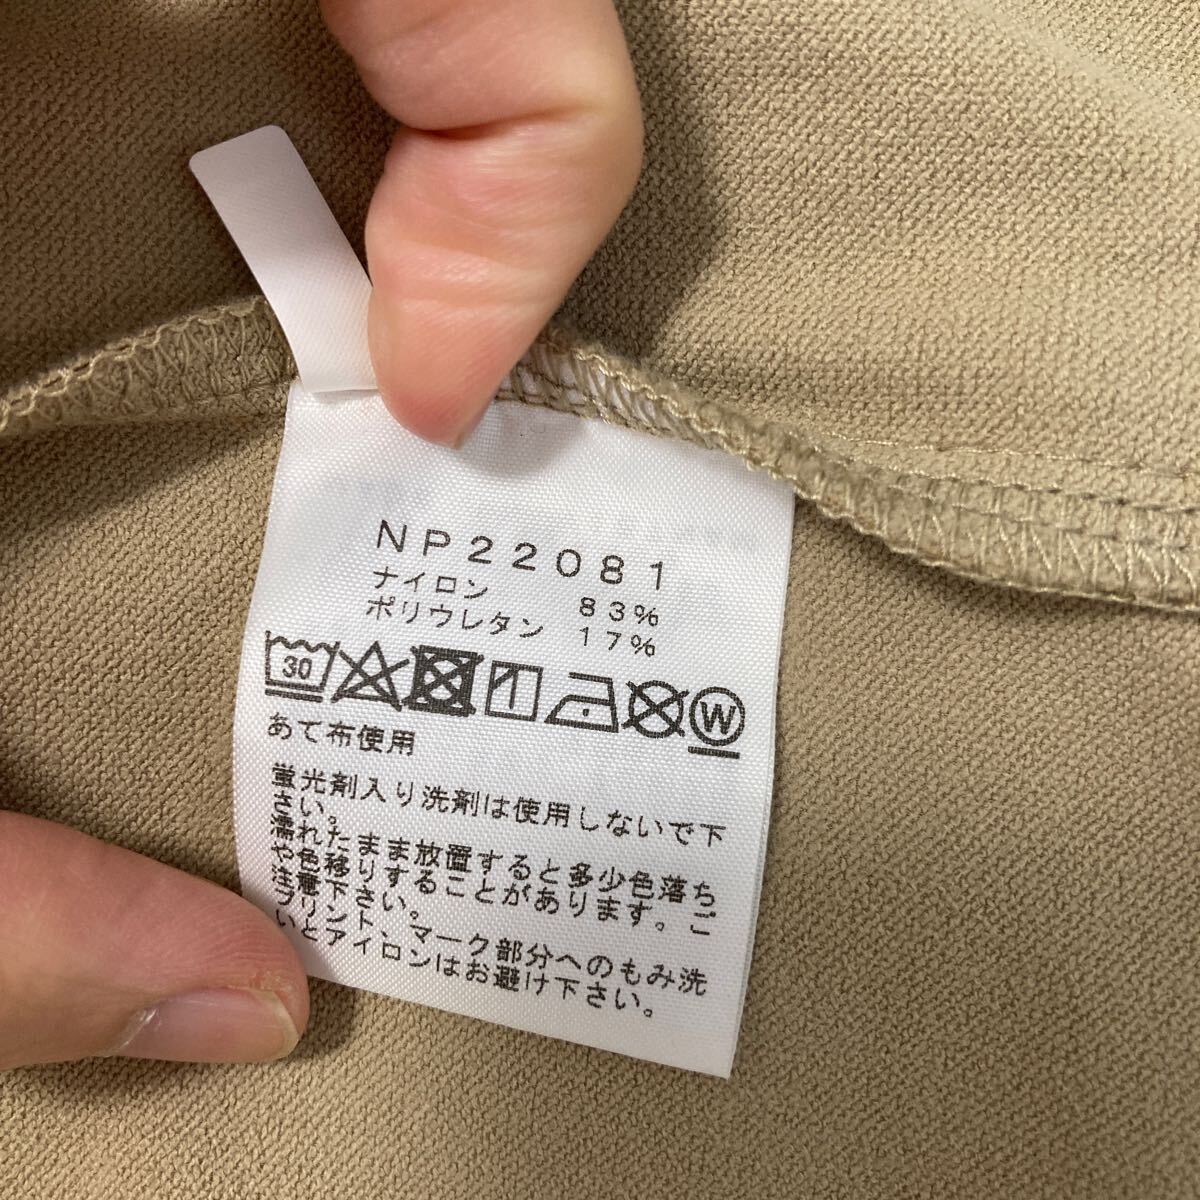 NP22081
ナイロン 83%
ポリウレタン 17%
30
W
あて布使用
蛍光剤入り洗剤は使用しないで下
さい。
濡れたまま放置すると多少色落ち
や色移りすることがあります。ご
注意下さい。
プリント、マーク部分へのもみ洗
いとアイロンはお避け下さい。